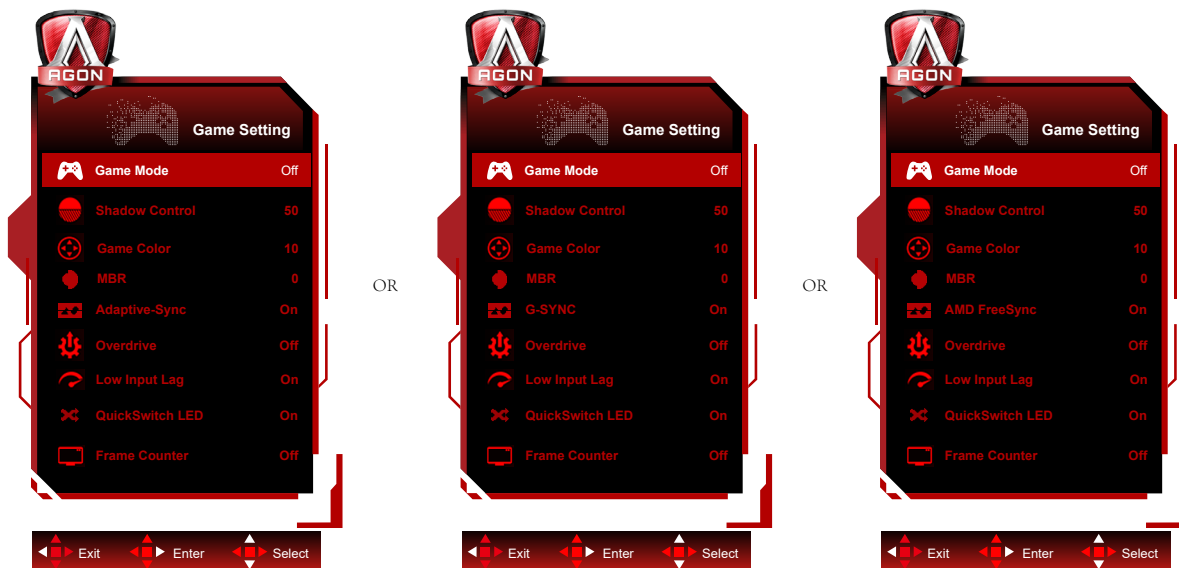 AGON
Game Setting
Game Mode Off
Shadow Control 50
Game Color 10
MBR 0
Adaptive-Sync On
Overdrive Off
Low Input Lag On
QuickSwitch LED On
Frame Counter Off
Exit Enter Select
OR
AGON
Game Setting
Game Mode Off
Shadow Control 50
Game Color 10
MBR 0
G-SYNC On
Overdrive Off
Low Input Lag On
QuickSwitch LED On
Frame Counter Off
Exit Enter Select
OR
AGON
Game Setting
Game Mode Off
Shadow Control 50
Game Color 10
MBR 0
AMD FreeSync On
Overdrive Off
Low Input Lag On
QuickSwitch LED On
Frame Counter Off
Exit Enter Select